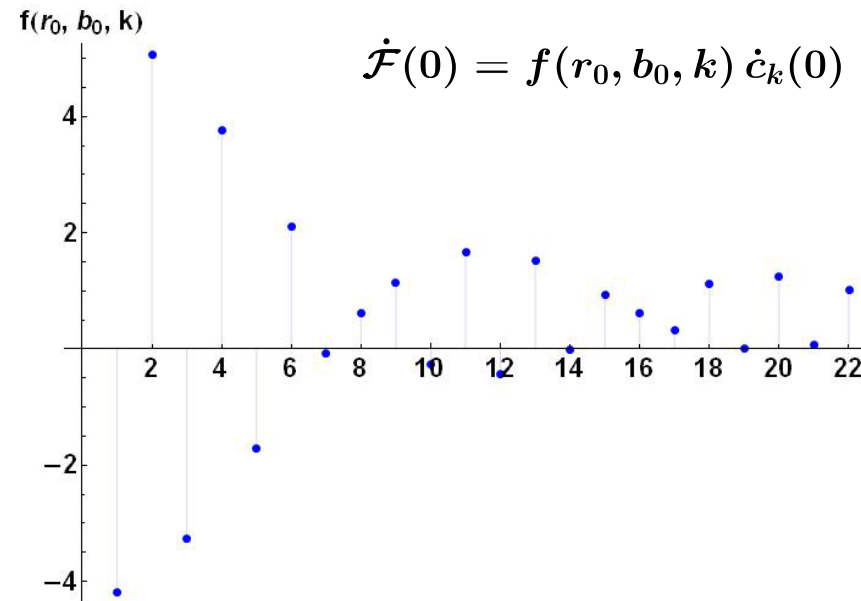 f(r₀, b₀, k)
𝓕̇(0) = f(r₀, b₀, k) ċₖ(0)
4
2
2 4 6 8 10 12 14 16 18 20 22
−2
−4